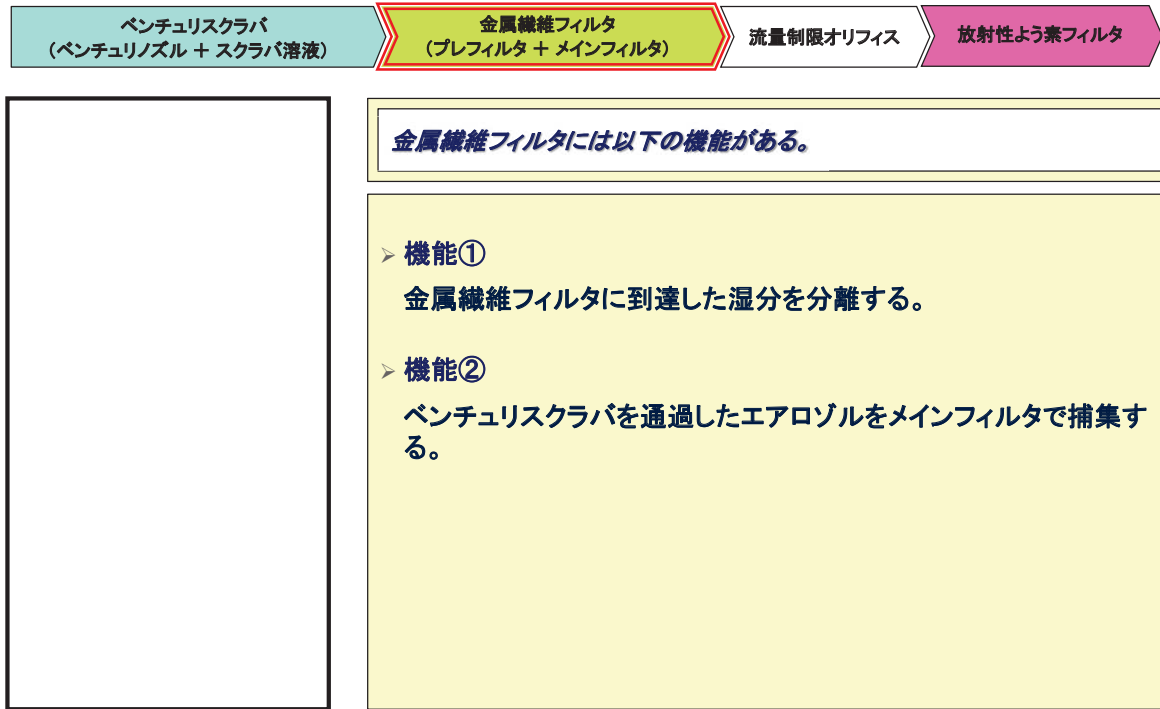 ベンチュリスクラバ
（ベンチュリノズル ＋ スクラバ溶液）
金属繊維フィルタ
（プレフィルタ ＋ メインフィルタ）
流量制限オリフィス
放射性よう素フィルタ
金属繊維フィルタには以下の機能がある。
➢ 機能①
金属繊維フィルタに到達した湿分を分離する。
➢ 機能②
ベンチュリスクラバを通過したエアロゾルをメインフィルタで捕集す
る。